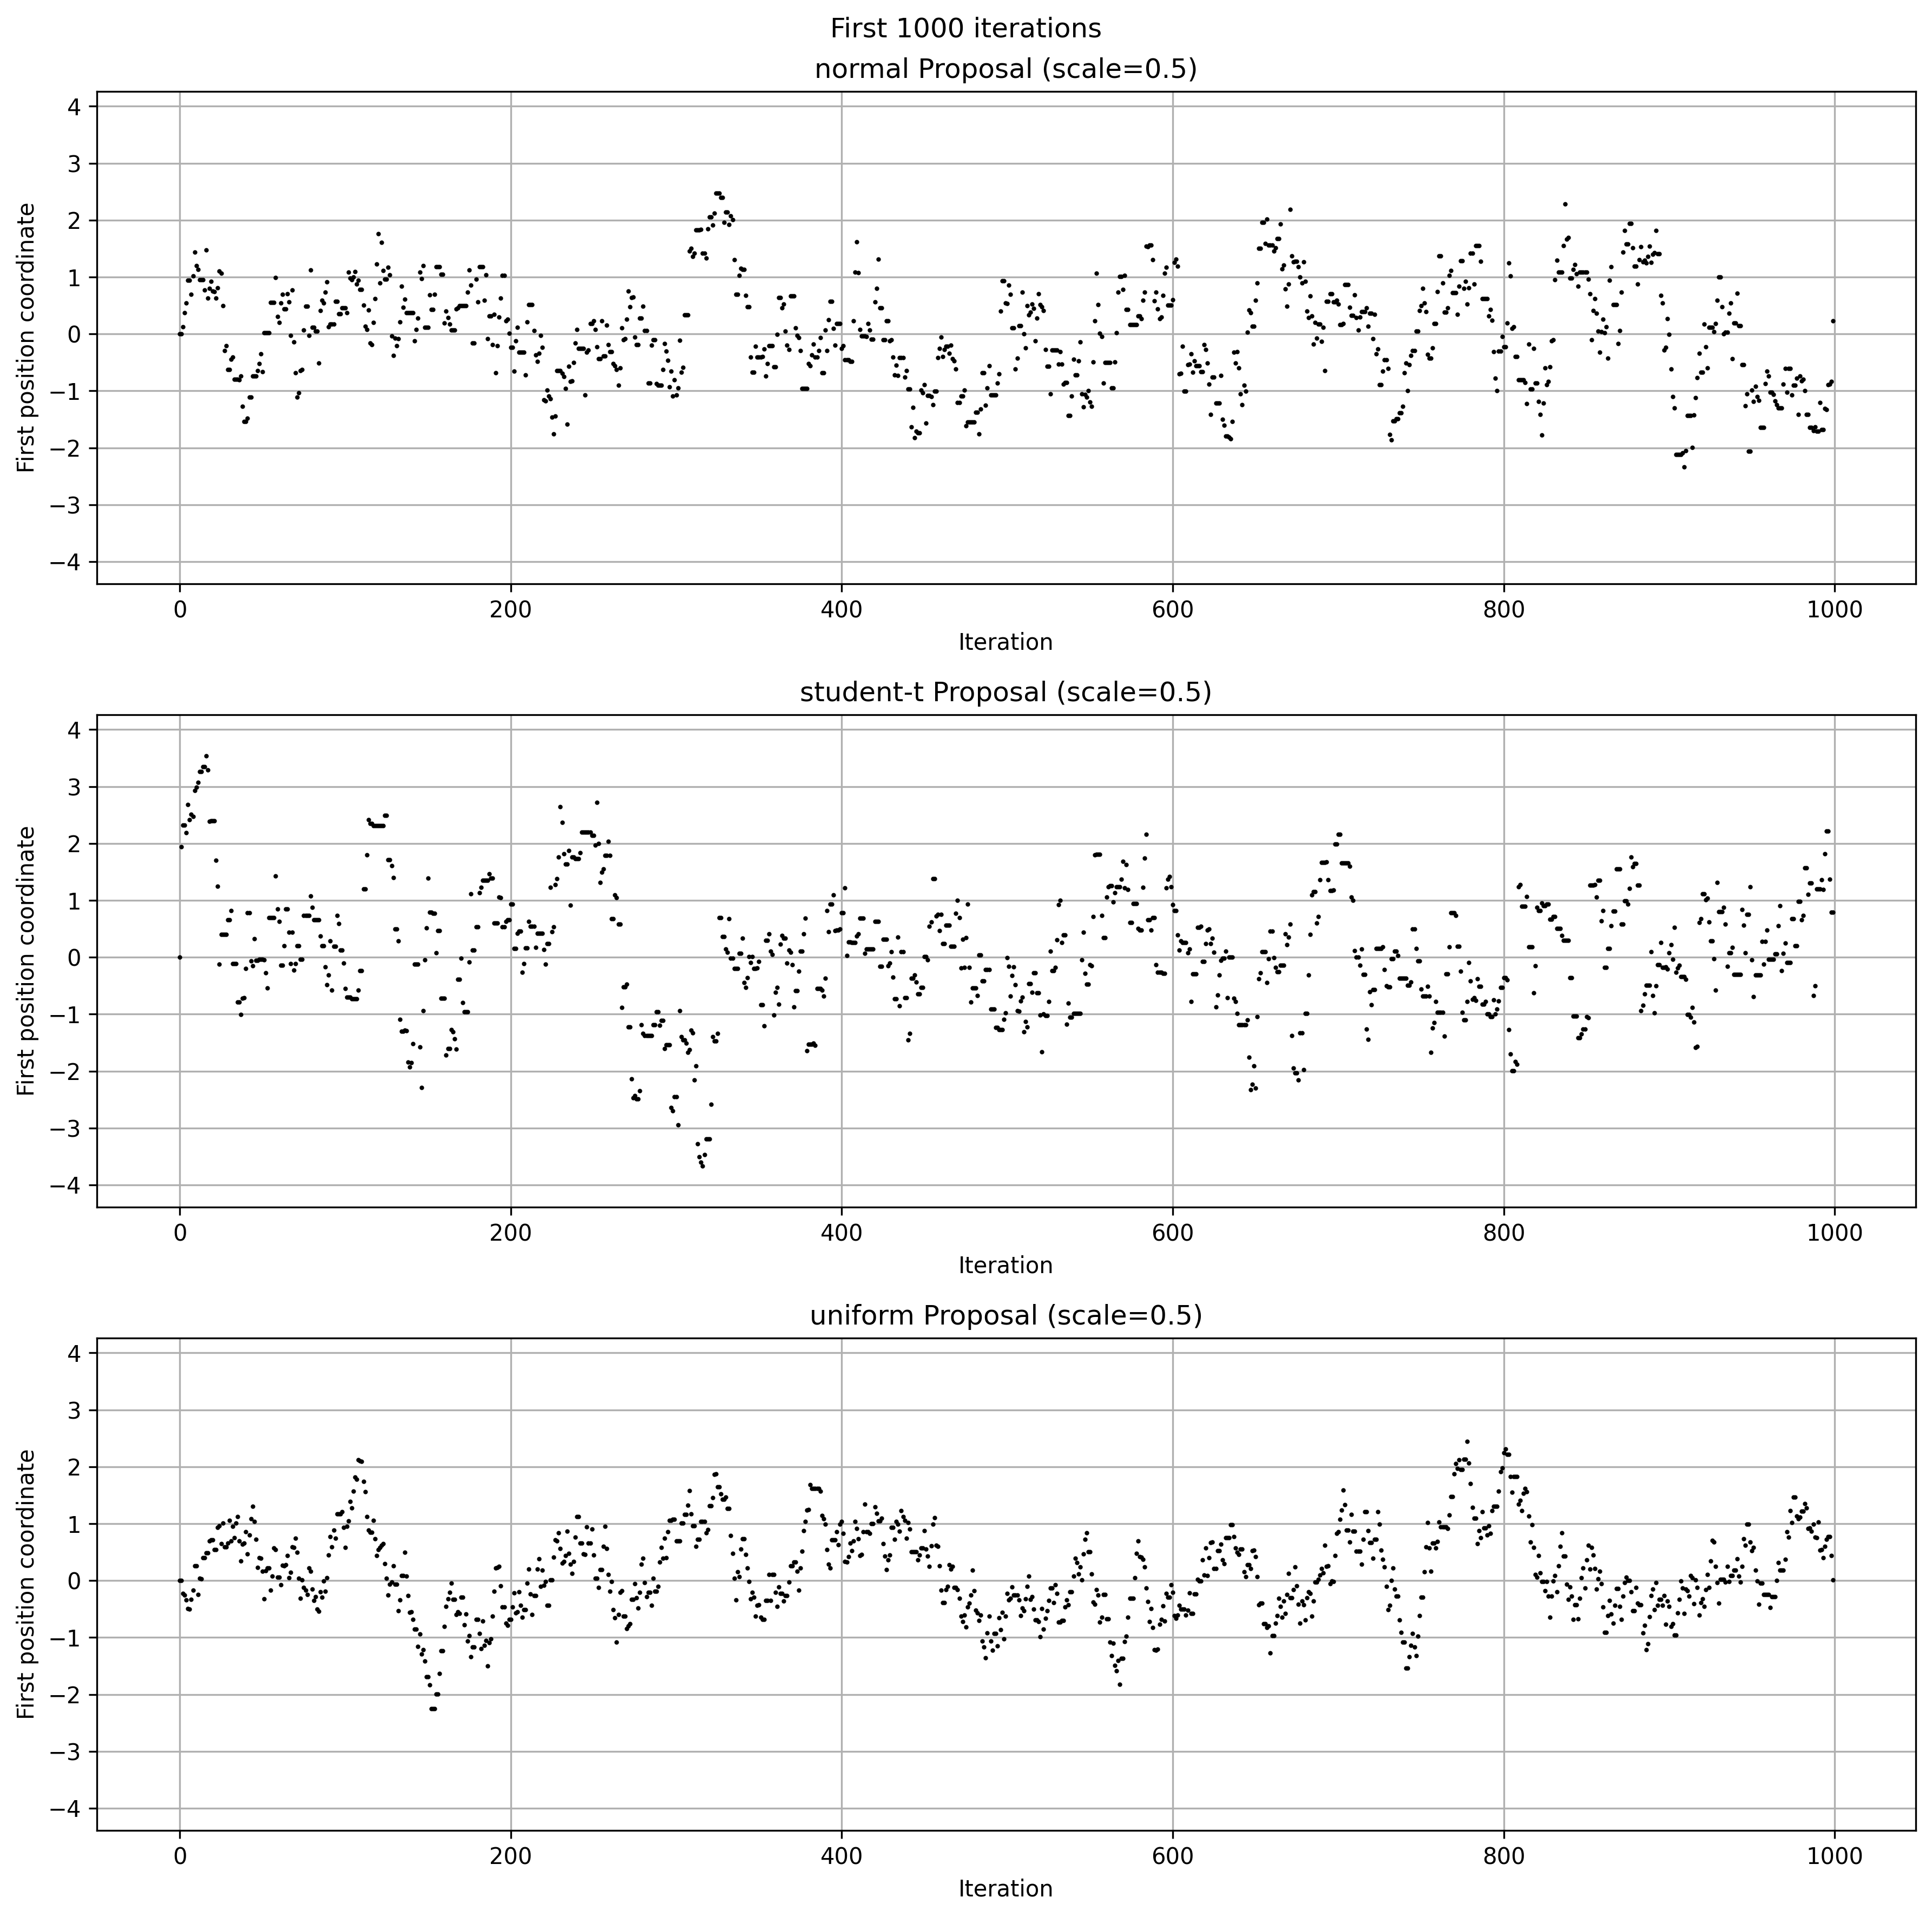 First 1000 iterations
normal Proposal (scale=0.5)
First position coordinate
4
3
2
1
0
−1
−2
−3
−4
0 200 400 600 800 1000
Iteration
student-t Proposal (scale=0.5)
First position coordinate
4
3
2
1
0
−1
−2
−3
−4
0 200 400 600 800 1000
Iteration
uniform Proposal (scale=0.5)
First position coordinate
4
3
2
1
0
−1
−2
−3
−4
0 200 400 600 800 1000
Iteration